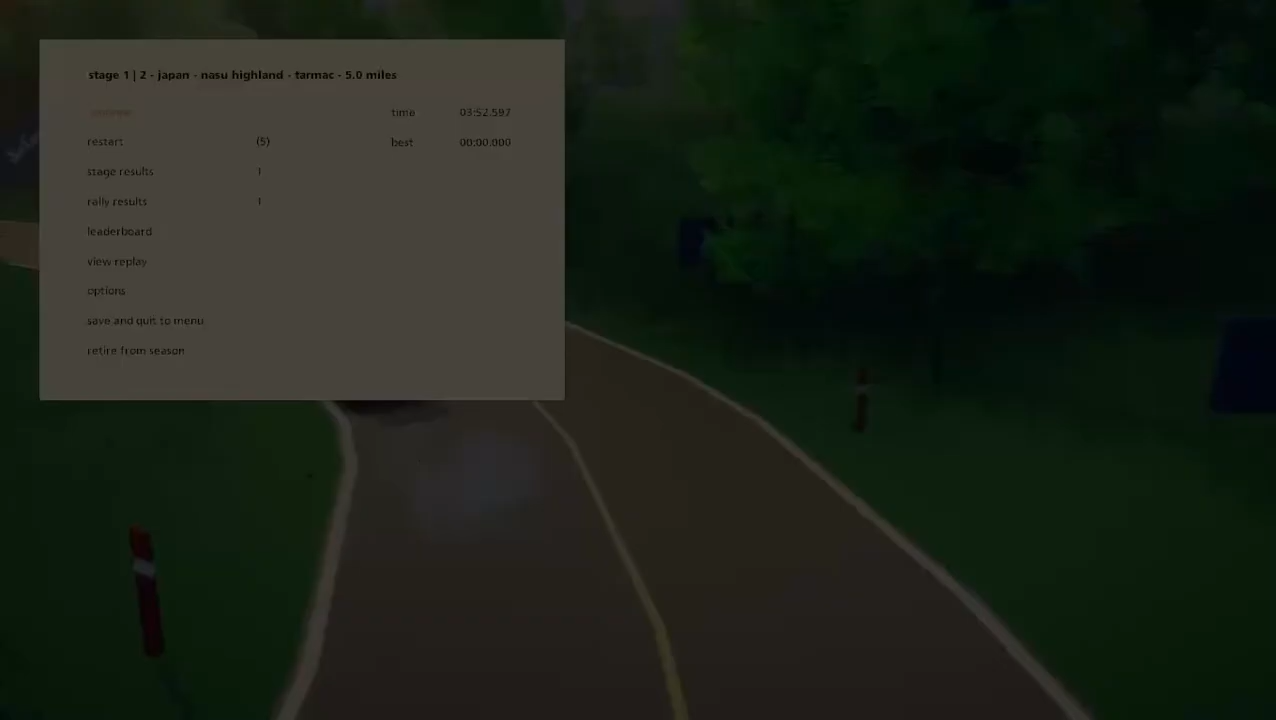 stage 1 | 2 - japan - nasu highland - tarmac - 5.0 miles
time 03:52.597
restart (5) best 00:00.000
stage results 1
rally results 1
leaderboard
view replay
options
save and quit to menu
retire from season